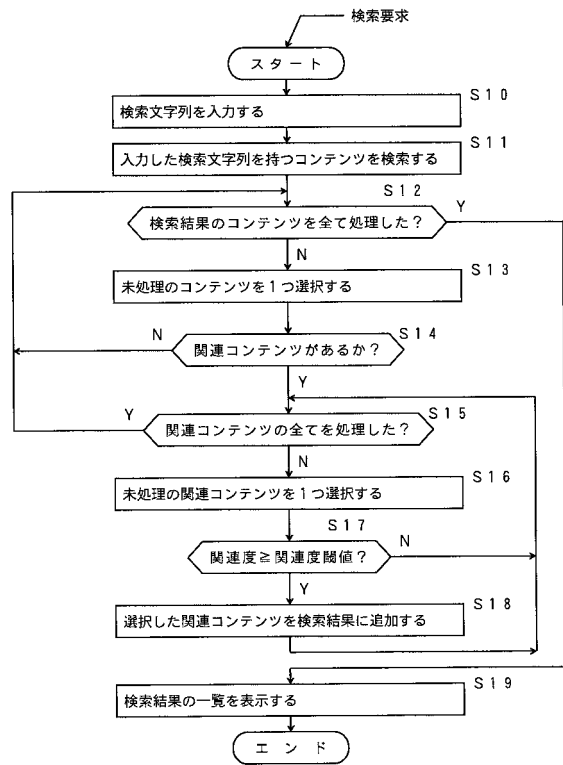 検索要求
スタート
S10
検索文字列を入力する
S11
入力した検索文字列を持つコンテンツを検索する
S12
検索結果のコンテンツを全て処理した?
Y
N
S13
未処理のコンテンツを1つ選択する
N
S14
関連コンテンツがあるか?
Y
Y
S15
関連コンテンツの全てを処理した?
N
S16
未処理の関連コンテンツを1つ選択する
S17
関連度≧関連度閾値?
N
Y
S18
選択した関連コンテンツを検索結果に追加する
S19
検索結果の一覧を表示する
エンド